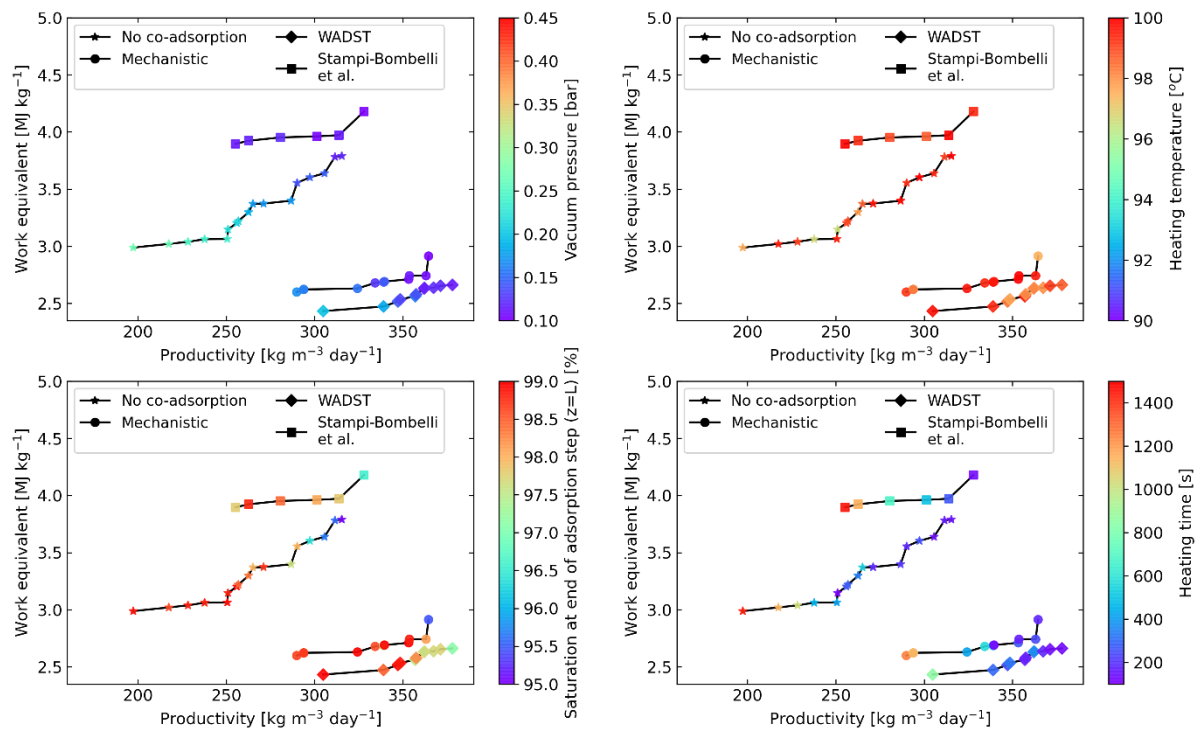 No co-adsorption
Mechanistic
WADST
Stampi-Bombelli
et al.
5.0
4.5
4.0
3.5
3.0
2.5
Work equivalent [MJ kg⁻¹]
200
250
300
350
Productivity [kg m⁻³ day⁻¹]
0.45
0.40
0.35
0.30
0.25
0.20
0.15
0.10
Vacuum pressure [bar]
No co-adsorption
Mechanistic
WADST
Stampi-Bombelli
et al.
5.0
4.5
4.0
3.5
3.0
2.5
Work equivalent [MJ kg⁻¹]
200
250
300
350
Productivity [kg m⁻³ day⁻¹]
100
98
96
94
92
90
Heating temperature [°C]
No co-adsorption
Mechanistic
WADST
Stampi-Bombelli
et al.
5.0
4.5
4.0
3.5
3.0
2.5
Work equivalent [MJ kg⁻¹]
200
250
300
350
Productivity [kg m⁻³ day⁻¹]
99.0
98.5
98.0
97.5
97.0
96.5
96.0
95.5
95.0
Saturation at end of adsorption step (z=L) [%]
No co-adsorption
Mechanistic
WADST
Stampi-Bombelli
et al.
5.0
4.5
4.0
3.5
3.0
2.5
Work equivalent [MJ kg⁻¹]
200
250
300
350
Productivity [kg m⁻³ day⁻¹]
1400
1200
1000
800
600
400
200
Heating time [s]